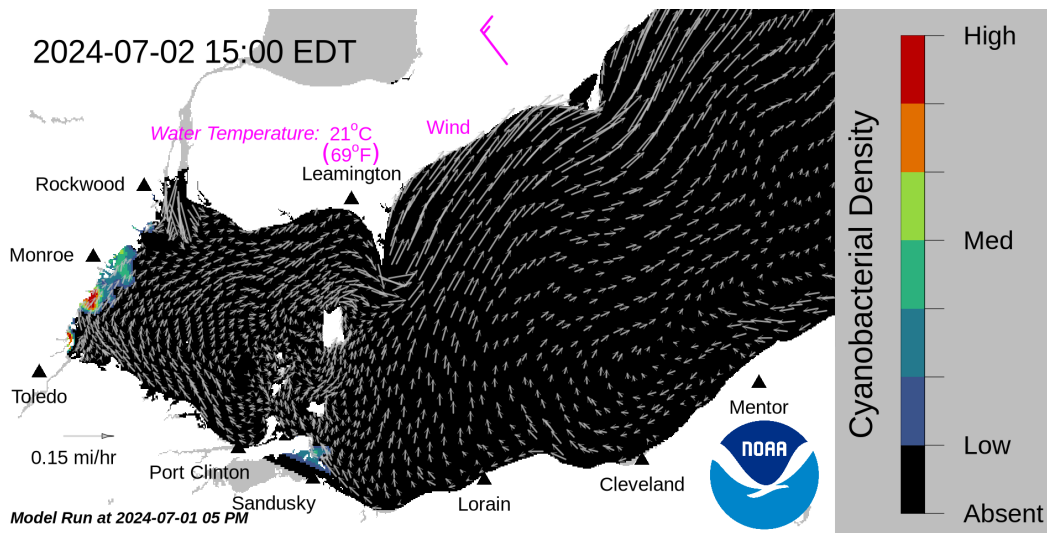 2024-07-02 15:00 EDT
Water Temperature: 21°C
(69°F)
Wind
Leamington
Rockwood
Monroe
Toledo
0.15 mi/hr
Port Clinton
Sandusky
Lorain
Cleveland
Mentor
NOAA
Model Run at 2024-07-01 05 PM
Cyanobacterial Density
High
Med
Low
Absent